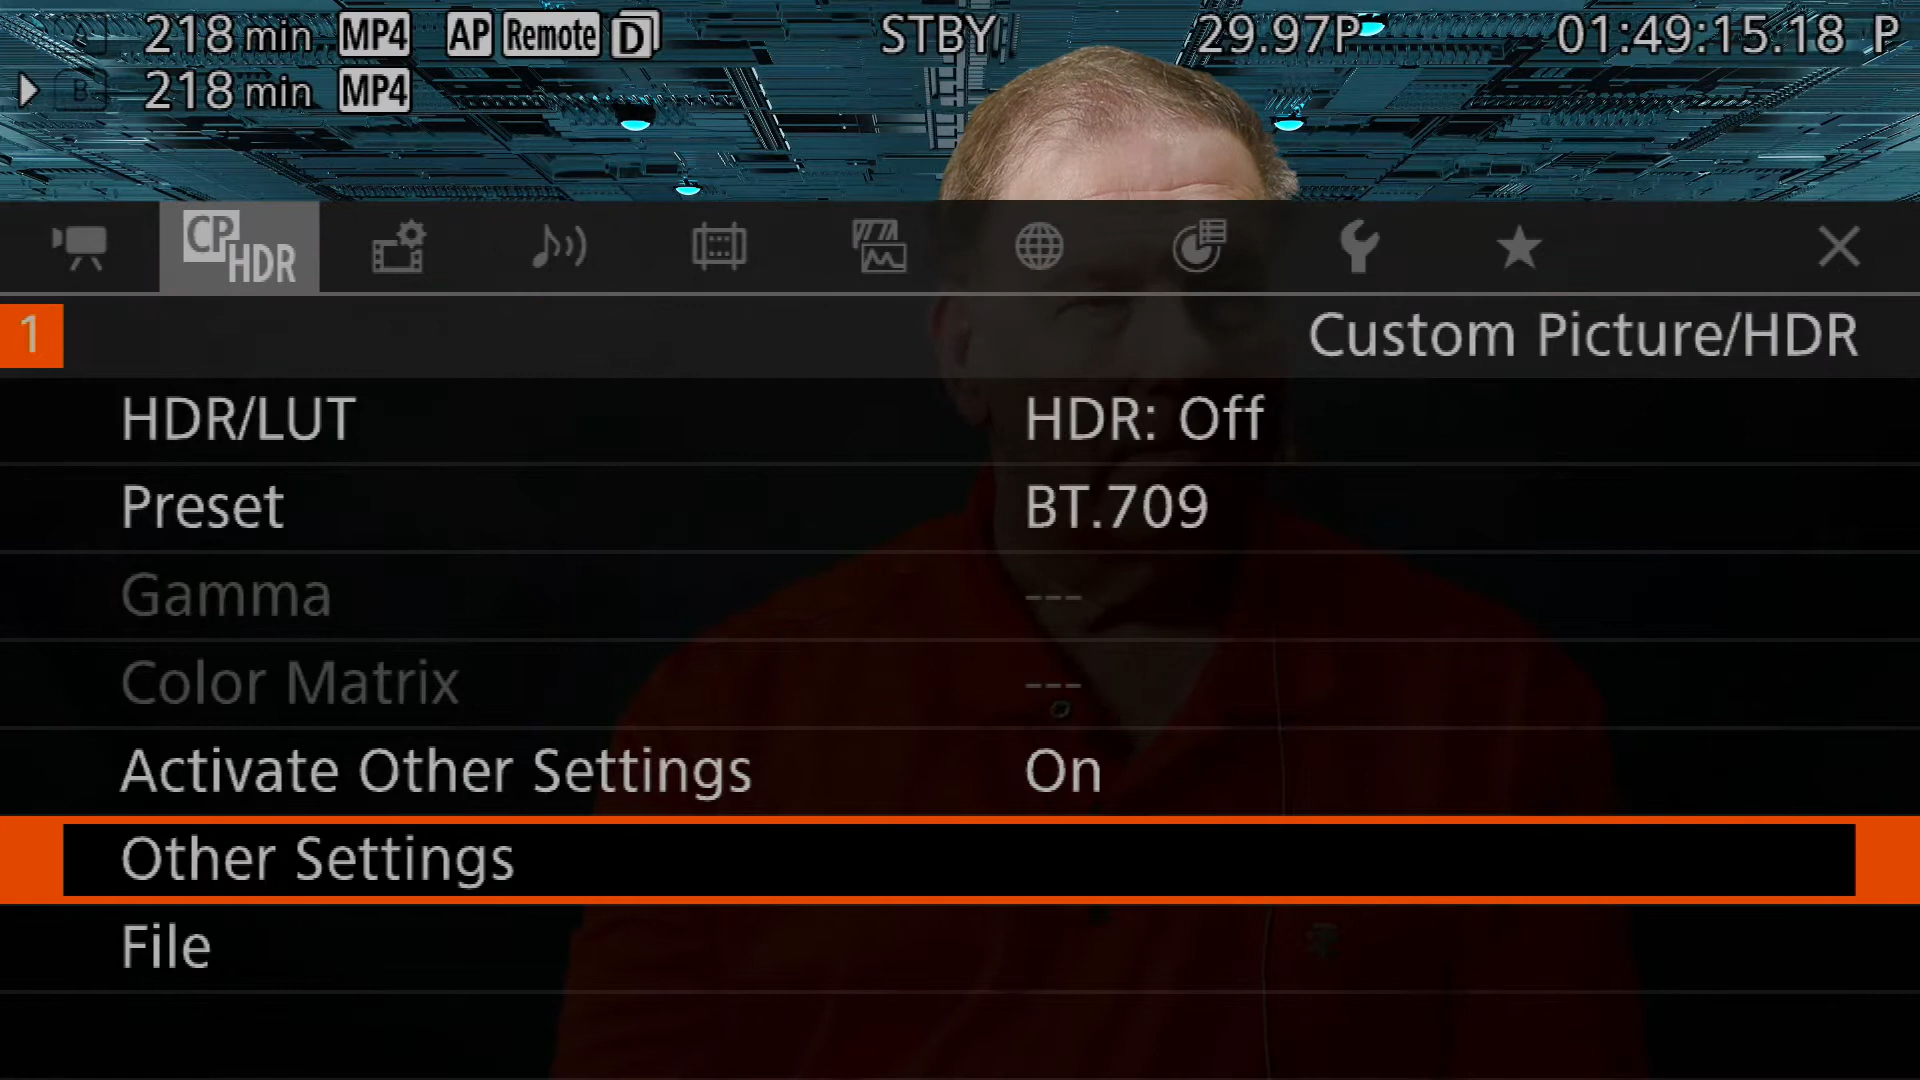 A 218 min MP4 AP Remote D STBY 29.97P 01:49:15.18 P
B 218 min MP4
CP HDR
1 Custom Picture/HDR
HDR/LUT HDR: Off
Preset BT.709
Gamma ---
Color Matrix ---
Activate Other Settings On
Other Settings
File